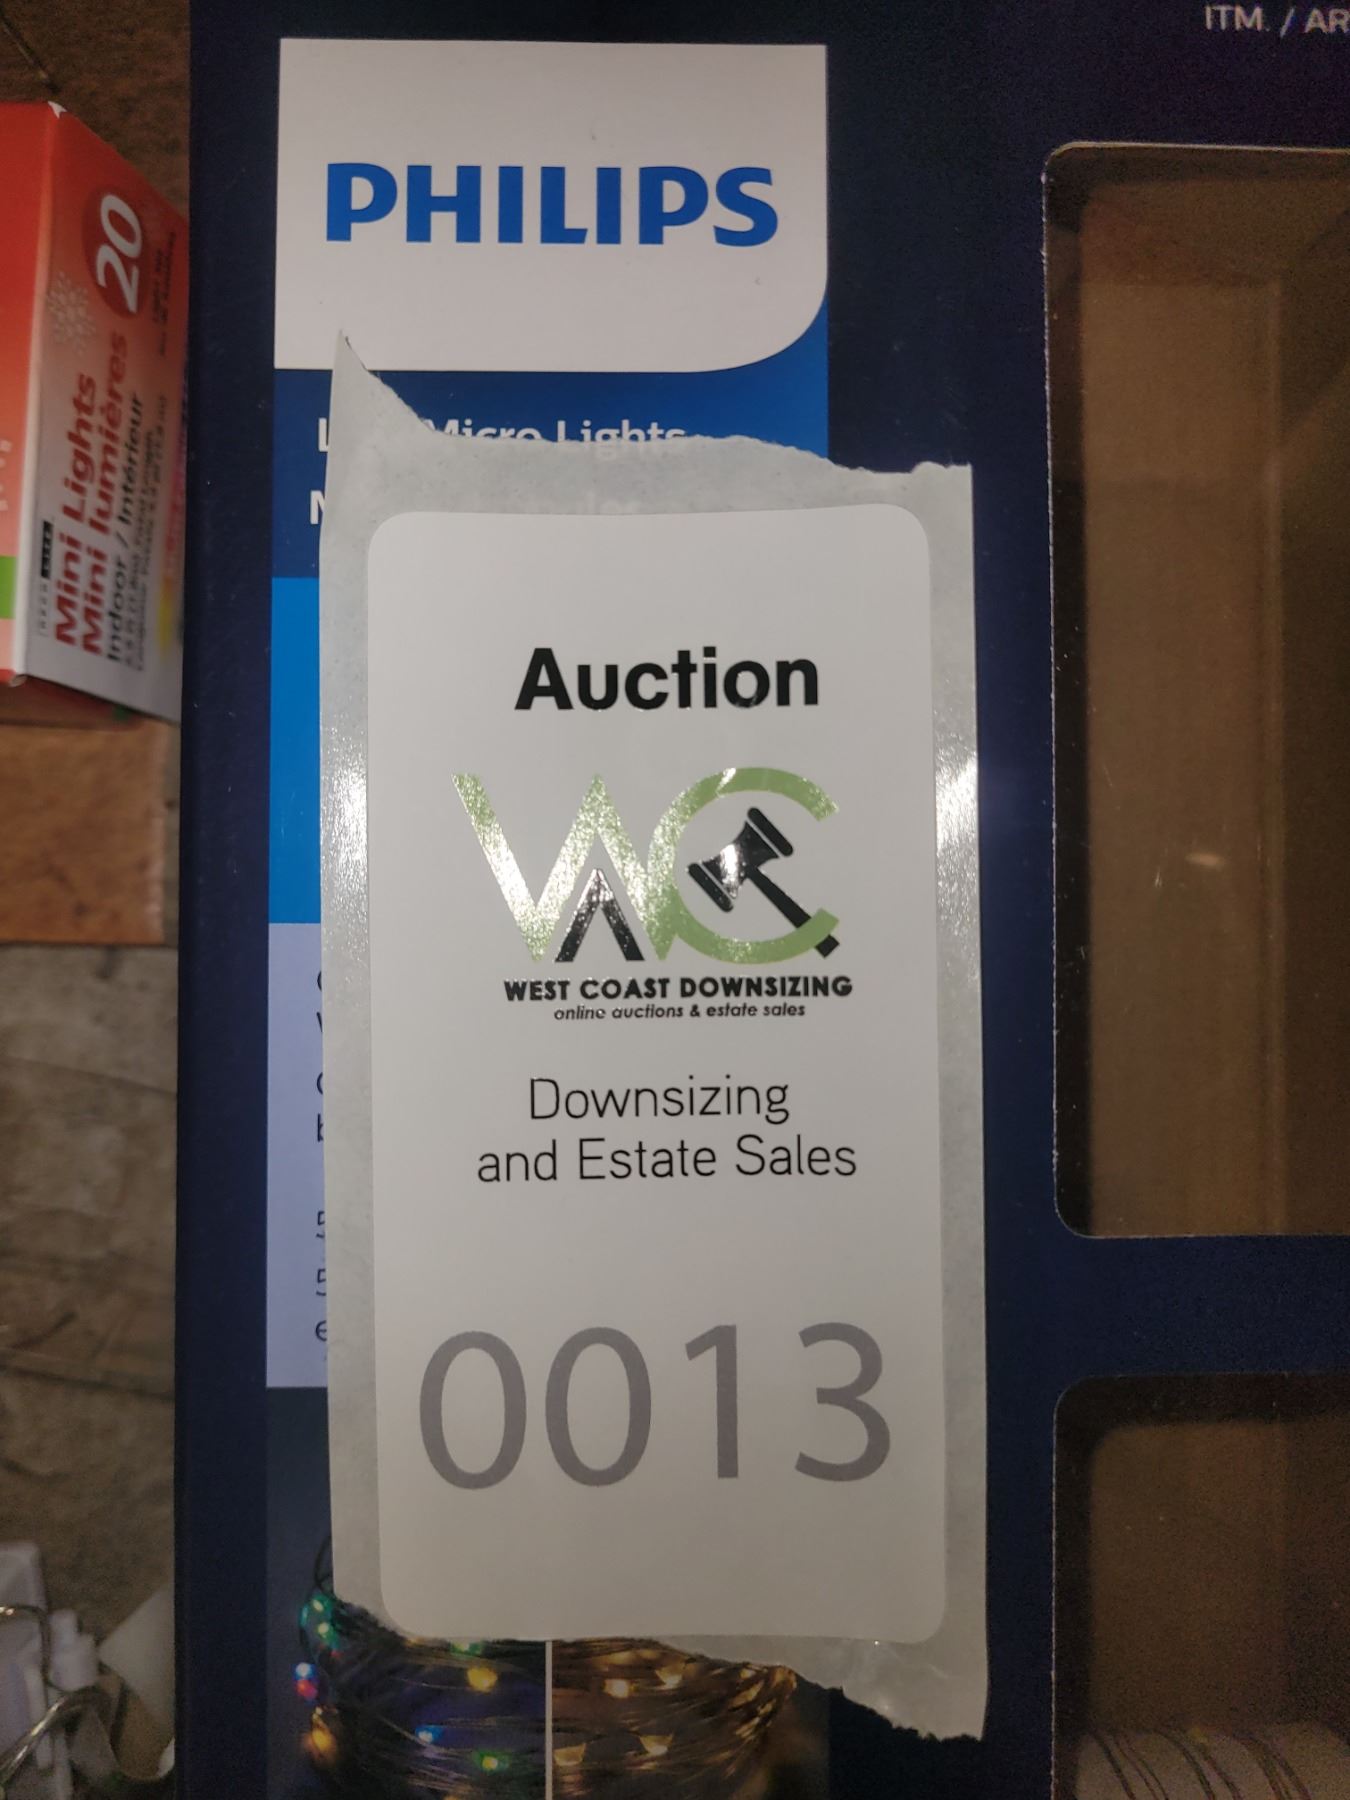 ITM. / AR
PHILIPS
Micro Lights
20
Mini Lights
Mini lumières
Indoor / Intérieur
Auction
WC
WEST COAST DOWNSIZING
online auctions & estate sales
Downsizing
and Estate Sales
0013